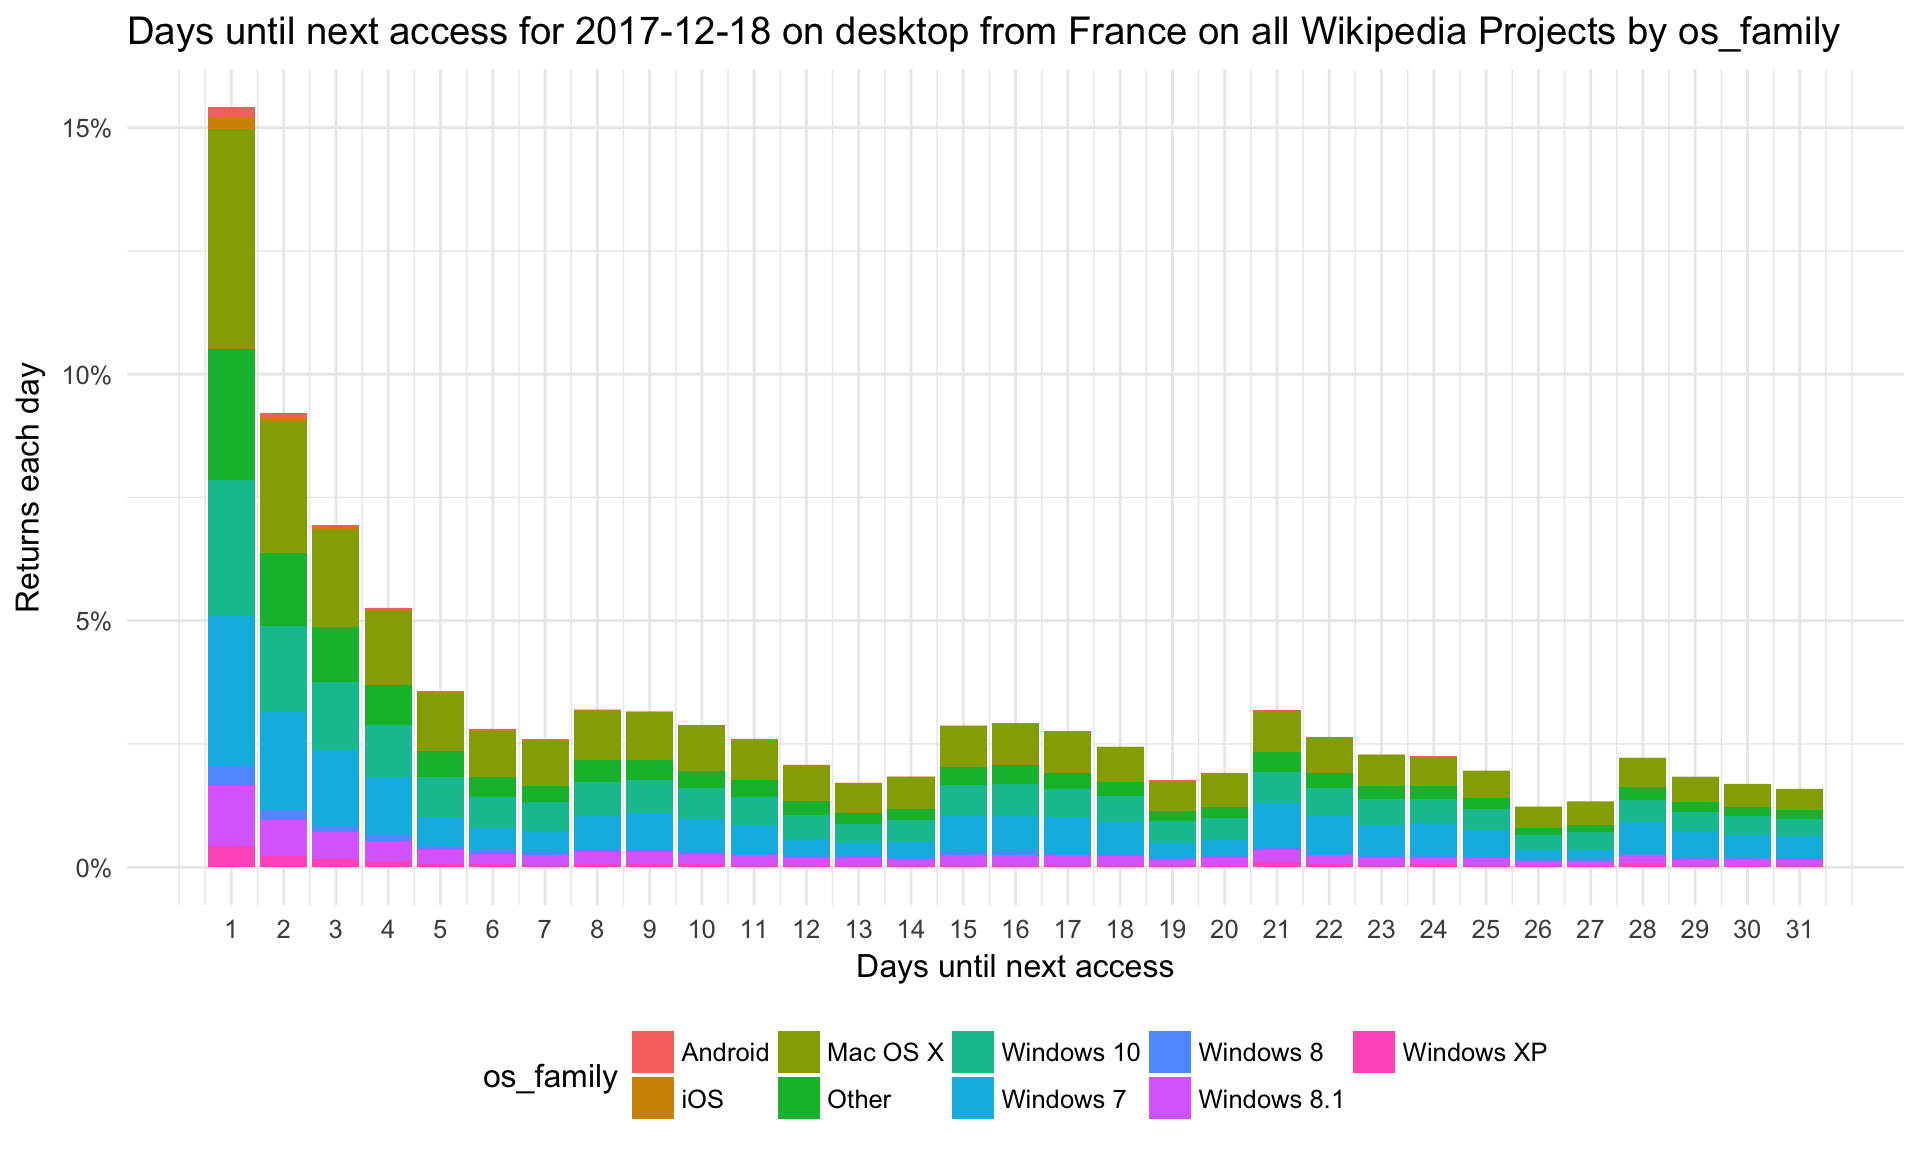 Days until next access for 2017-12-18 on desktop from France on all Wikipedia Projects by os_family
Returns each day
15%
10%
5%
0%
1 2 3 4 5 6 7 8 9 10 11 12 13 14 15 16 17 18 19 20 21 22 23 24 25 26 27 28 29 30 31
Days until next access
os_family
Android Mac OS X Windows 10 Windows 8 Windows XP
iOS Other Windows 7 Windows 8.1